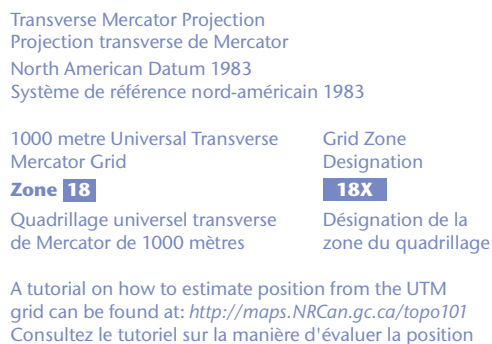 Transverse Mercator Projection
Projection transverse de Mercator
North American Datum 1983
Système de référence nord-américain 1983
1000 metre Universal Transverse
Mercator Grid
Zone 18
Quadrillage universel transverse
de Mercator de 1000 mètres
Grid Zone
Designation
18X
Désignation de la
zone du quadrillage
A tutorial on how to estimate position from the UTM
grid can be found at: http://maps.NRCan.gc.ca/topo101
Consultez le tutoriel sur la manière d'évaluer la position